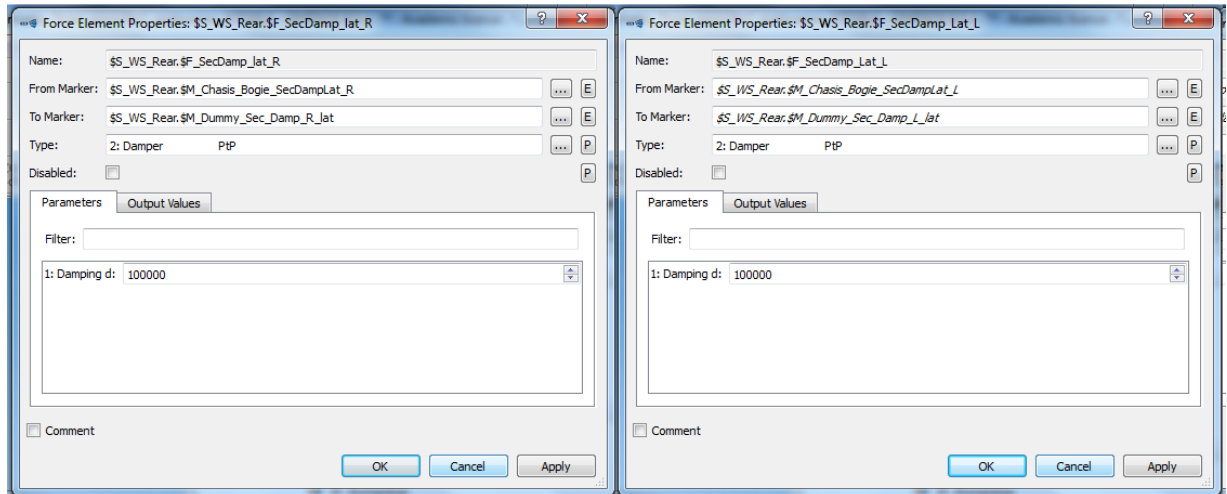 Force Element Properties: $S_WS_Rear.$F_SecDamp_lat_R
Name: $S_WS_Rear.$F_SecDamp_lat_R
From Marker: $S_WS_Rear.$M_Chasis_Bogie_SecDampLat_R ... E
To Marker: $S_WS_Rear.$M_Dummy_Sec_Damp_R_lat ... E
Type: 2: Damper PtP ... P
Disabled: P
Parameters Output Values
Filter:
1: Damping d: 100000
Comment
OK Cancel Apply
Force Element Properties: $S_WS_Rear.$F_SecDamp_Lat_L
Name: $S_WS_Rear.$F_SecDamp_Lat_L
From Marker: $S_WS_Rear.$M_Chasis_Bogie_SecDampLat_L ... E
To Marker: $S_WS_Rear.$M_Dummy_Sec_Damp_L_lat ... E
Type: 2: Damper PtP ... P
Disabled: P
Parameters Output Values
Filter:
1: Damping d: 100000
Comment
OK Cancel Apply